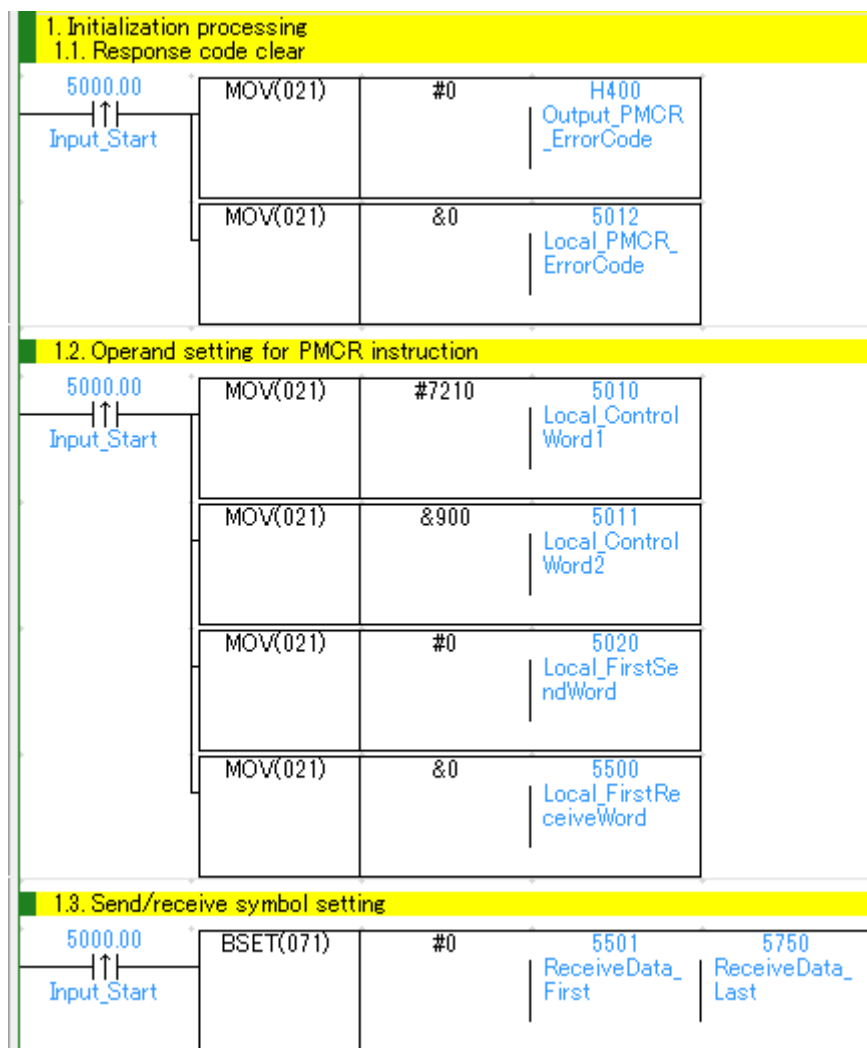 1. Initialization processing
1.1. Response code clear
5000.00 MOV(021) #0 H400
Input_Start Output_PMCR
_ErrorCode
MOV(021) &0 5012
Local_PMCR_
ErrorCode
1.2. Operand setting for PMCR instruction
5000.00 MOV(021) #7210 5010
Input_Start Local_Control
Word1
MOV(021) &900 5011
Local_Control
Word2
MOV(021) #0 5020
Local_FirstSe
ndWord
MOV(021) &0 5500
Local_FirstRe
ceiveWord
1.3. Send/receive symbol setting
5000.00 BSET(071) #0 5501 5750
Input_Start ReceiveData_ ReceiveData_
First Last